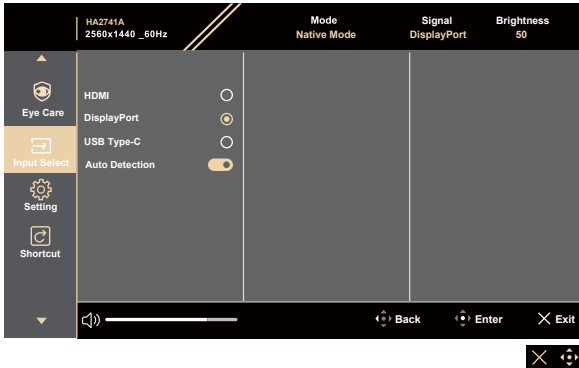 HA2741A
2560x1440 _60Hz
Mode
Native Mode
Signal
DisplayPort
Brightness
50
Eye Care
Input Select
Setting
Shortcut
HDMI
DisplayPort
USB Type-C
Auto Detection
Back
Enter
Exit